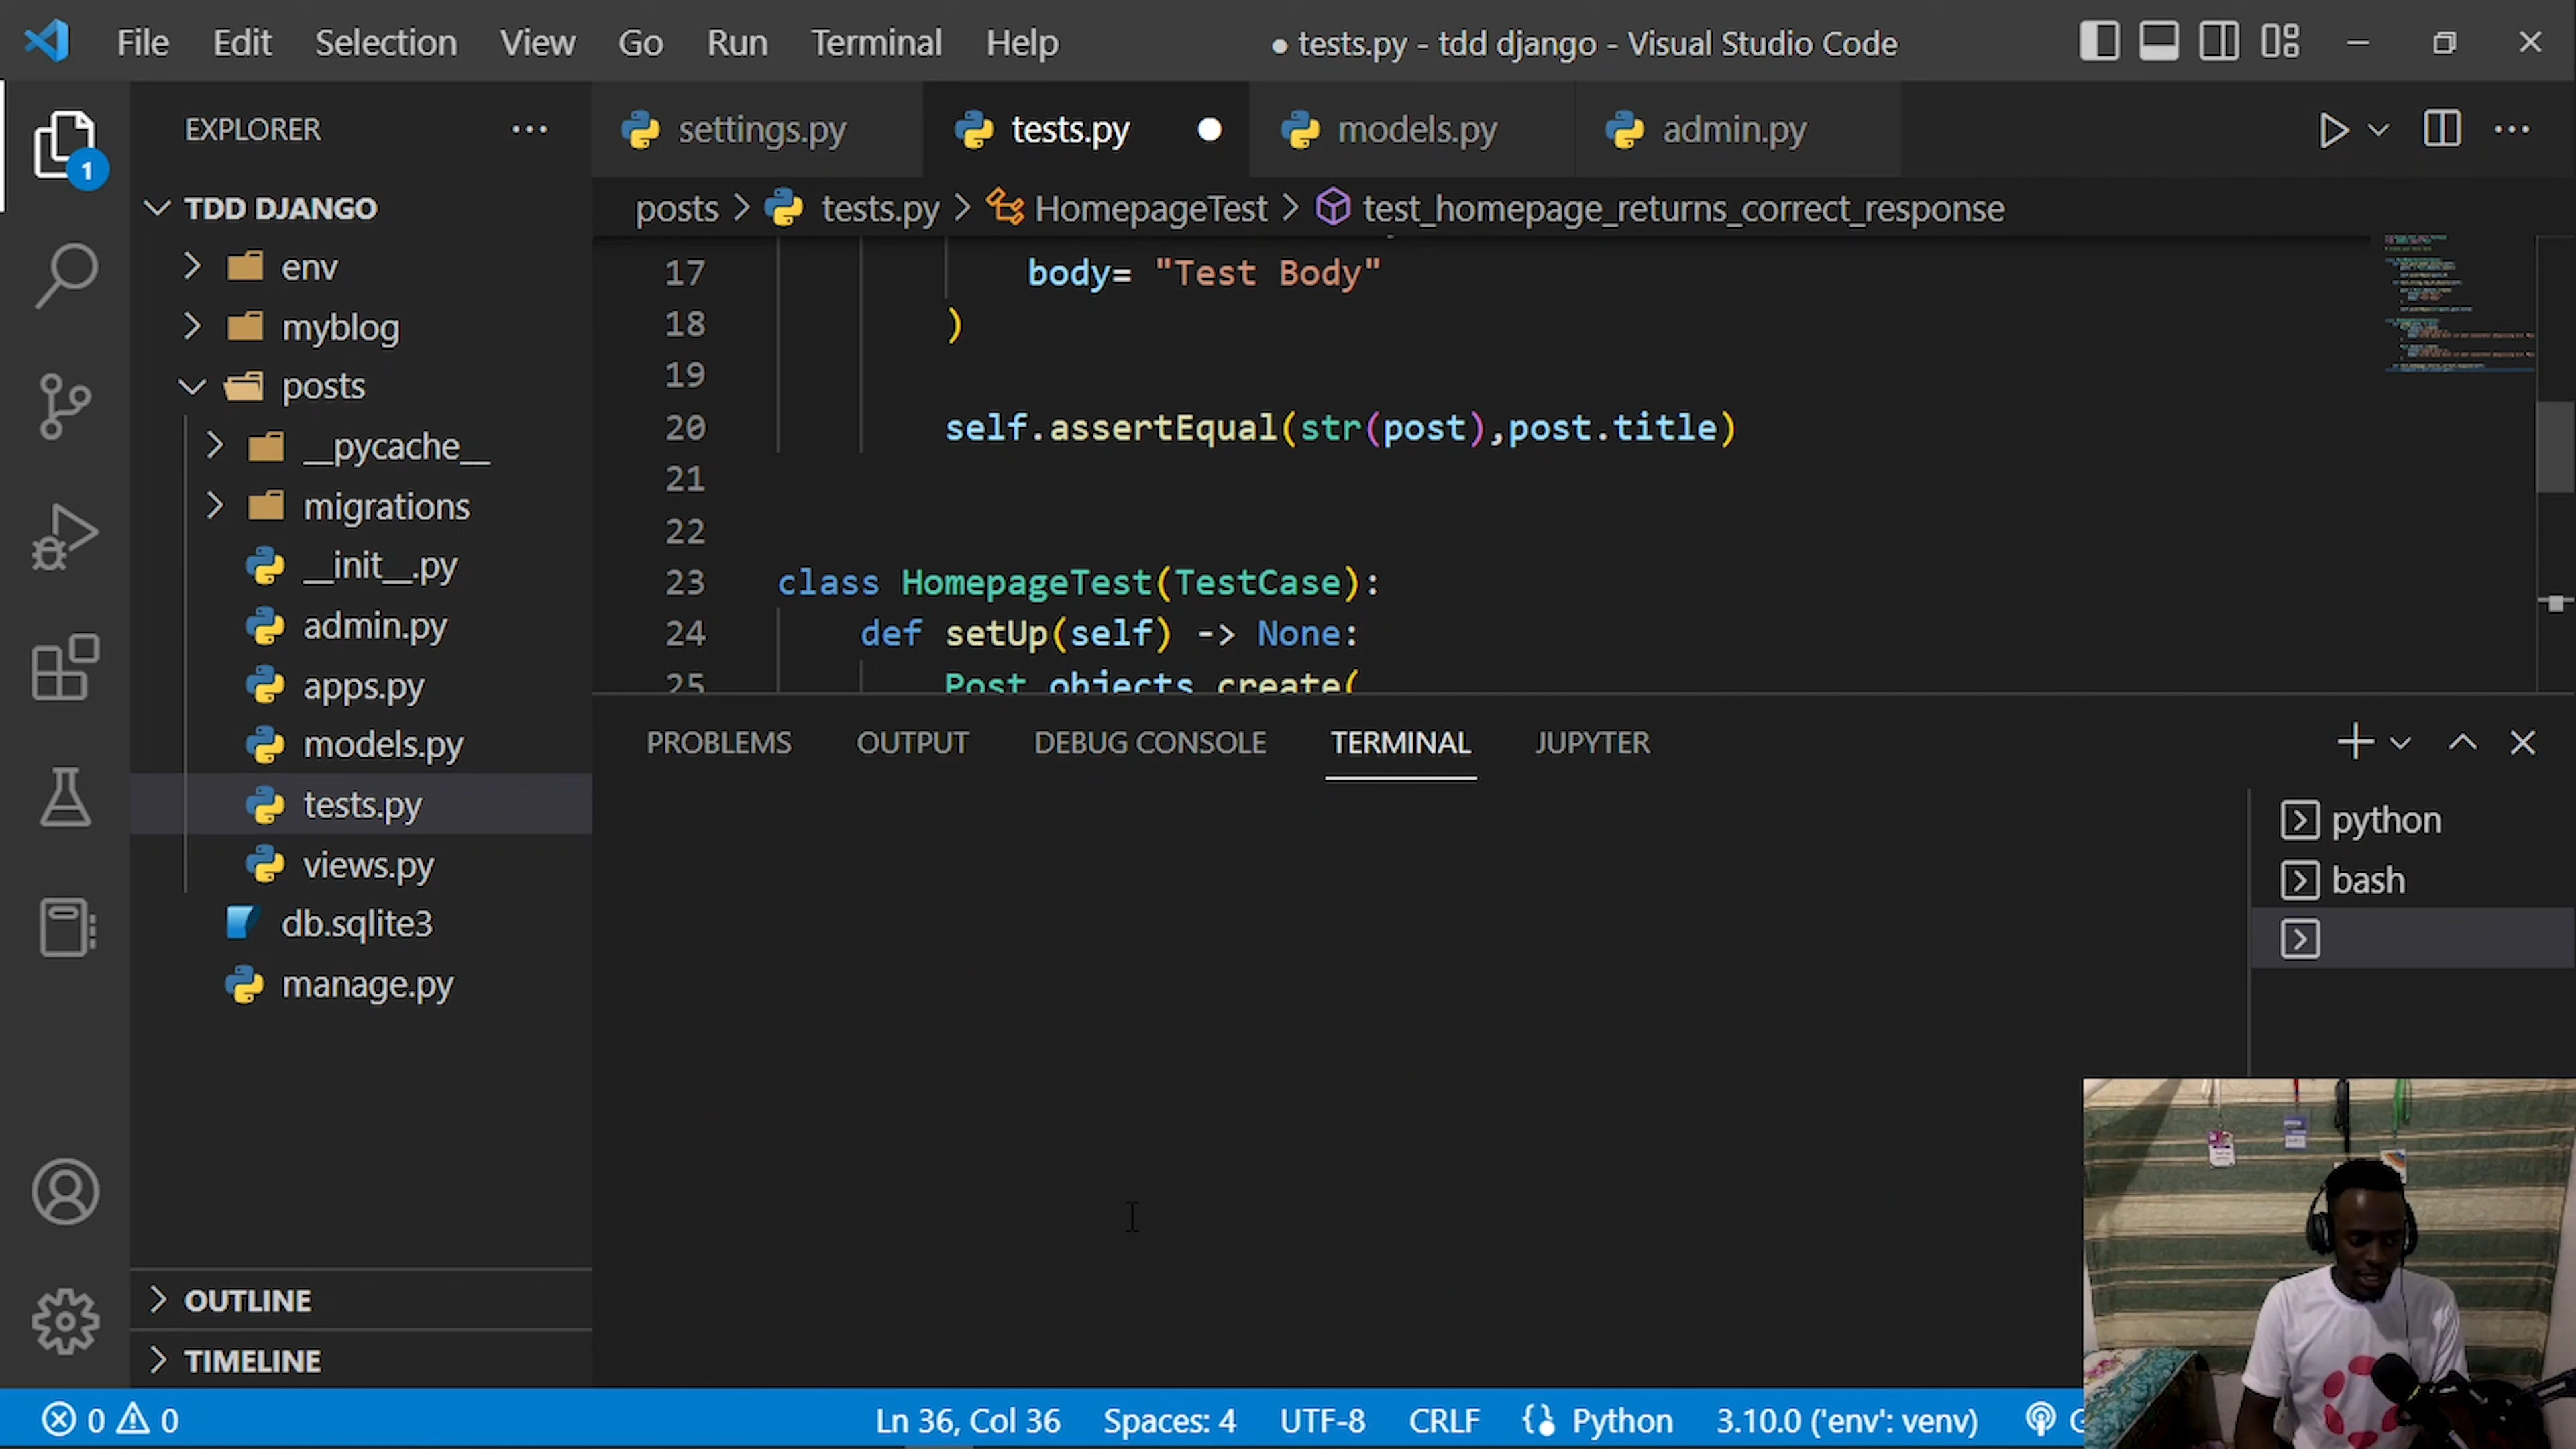 File Edit Selection View Go Run Terminal Help
● tests.py - tdd django - Visual Studio Code
EXPLORER
1
TDD DJANGO
env
myblog
posts
__pycache__
migrations
__init__.py
admin.py
apps.py
models.py
tests.py
views.py
db.sqlite3
manage.py
OUTLINE
TIMELINE
settings.py
tests.py
models.py
admin.py
posts > tests.py > HomepageTest > test_homepage_returns_correct_response
17 body= "Test Body"
18 )
19
20 self.assertEqual(str(post),post.title)
21
22
23 class HomepageTest(TestCase):
24 def setUp(self) -> None:
25 Post.objects.create(
PROBLEMS OUTPUT DEBUG CONSOLE TERMINAL JUPYTER
python
bash
0 0
Ln 36, Col 36 Spaces: 4 UTF-8 CRLF Python 3.10.0 ('env': venv)